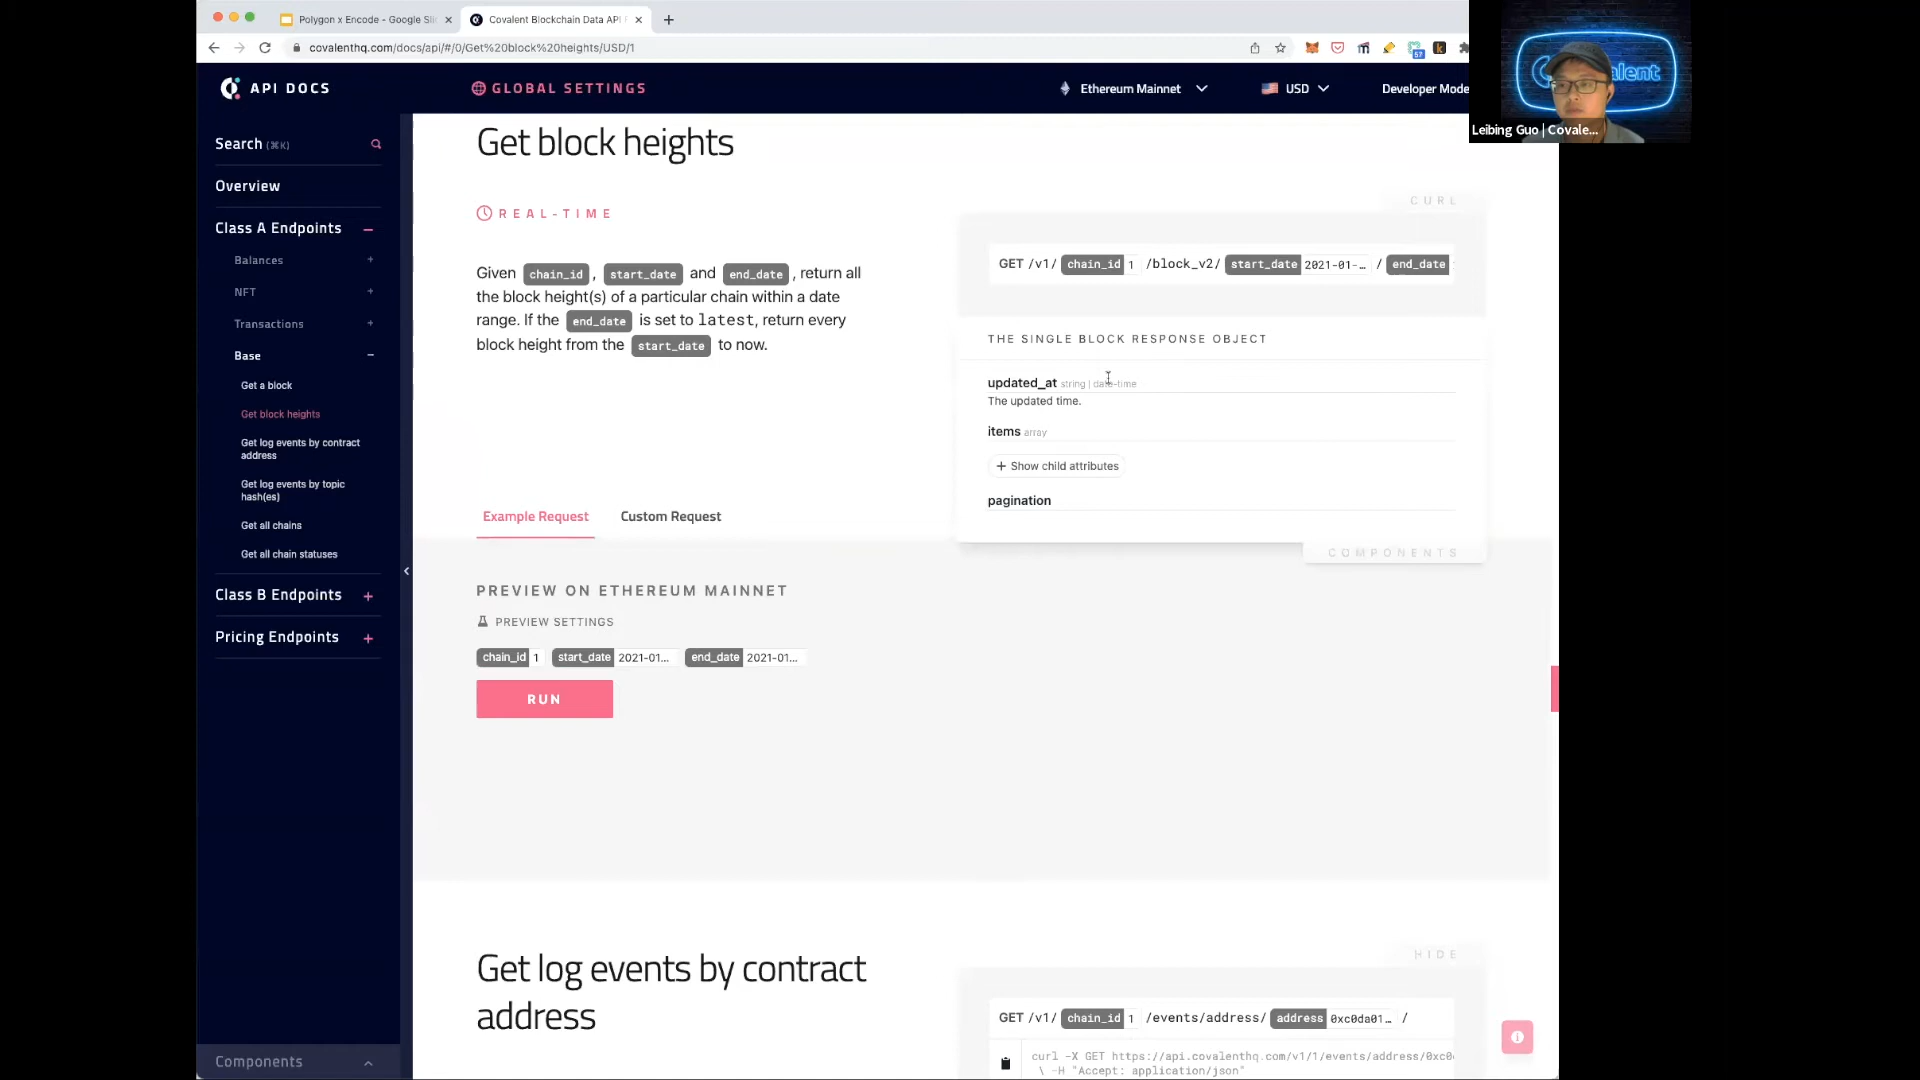 Polygon x Encode - Google Sli
Covalent Blockchain Data API
covalenthq.com/docs/api/#/0/Get%20block%20heights/USD/1
57
API DOCS
GLOBAL SETTINGS
Ethereum Mainnet
USD
Developer Mode
Covalent
Leibing Guo | Covale...
Search (⌘K)
Overview
Class A Endpoints
Balances
NFT
Transactions
Base
Get a block
Get block heights
Get log events by contract
address
Get log events by topic
hash(es)
Get all chains
Get all chain statuses
Class B Endpoints
Pricing Endpoints
Components
Get block heights
REAL-TIME
Given chain_id , start_date and end_date , return all
the block height(s) of a particular chain within a date
range. If the end_date is set to latest, return every
block height from the start_date to now.
CURL
GET /v1/ chain_id 1 /block_v2/ start_date 2021-01-… / end_date
THE SINGLE BLOCK RESPONSE OBJECT
updated_at string | date-time
The updated time.
items array
+ Show child attributes
pagination
COMPONENTS
Example Request
Custom Request
PREVIEW ON ETHEREUM MAINNET
PREVIEW SETTINGS
chain_id 1 start_date 2021-01... end_date 2021-01...
RUN
Get log events by contract
address
HIDE
GET /v1/ chain_id 1 /events/address/ address 0xc0da01… /
curl -X GET https://api.covalenthq.com/v1/1/events/address/0xc0
\ -H "Accept: application/json"